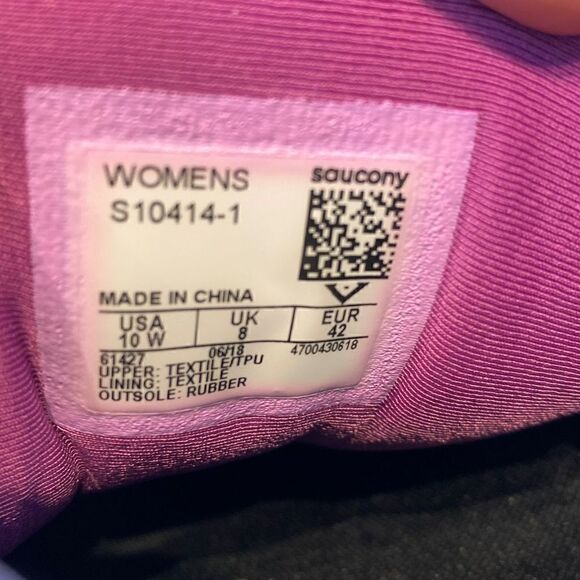 WOMENS
saucony
S10414-1
MADE IN CHINA
USA UK EUR
10 W 8 42
61427 06/18 4700430618
UPPER: TEXTILE/TPU
LINING: TEXTILE
OUTSOLE: RUBBER